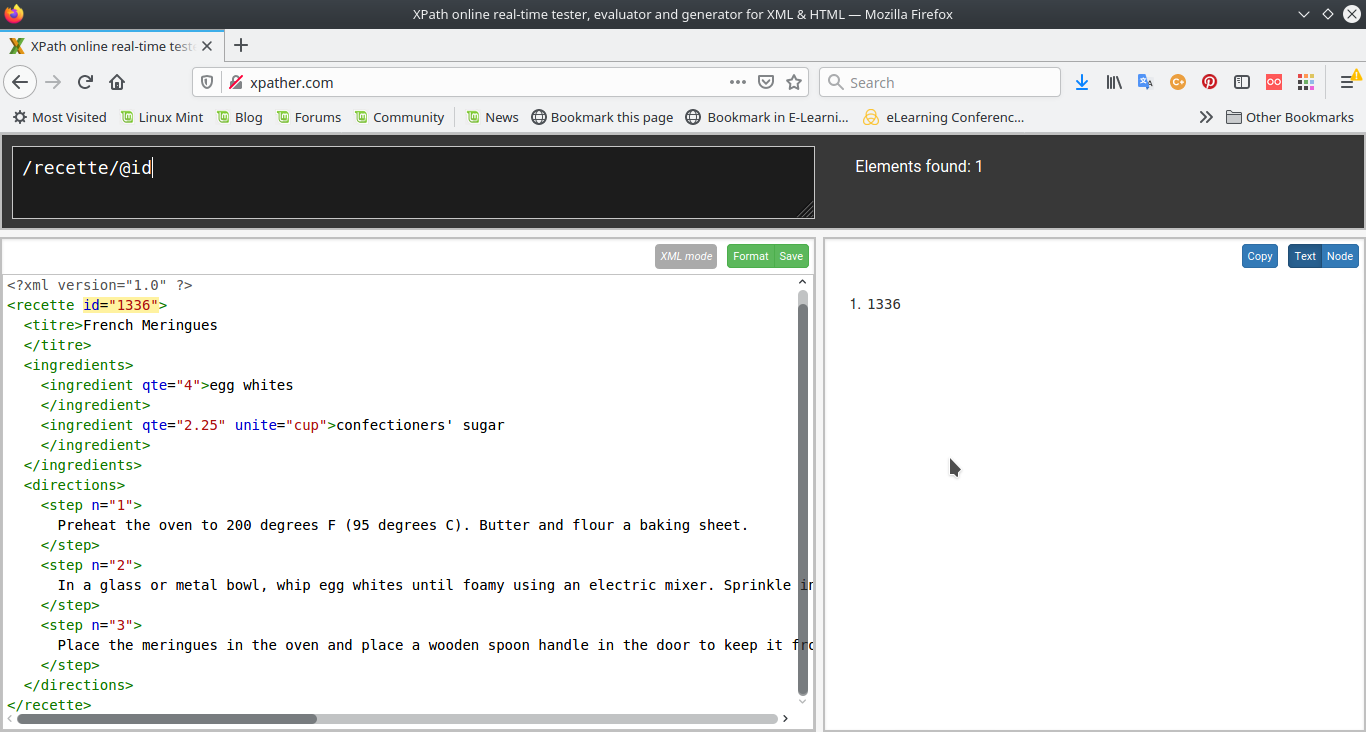 XPath online real-time tester, evaluator and generator for XML & HTML — Mozilla Firefox
XPath online real-time test
xpather.com
Search
Most Visited Linux Mint Blog Forums Community News Bookmark this page Bookmark in E-Learni... eLearning Conferenc... Other Bookmarks
/recette/@id
Elements found: 1
XML mode Format Save
Copy Text Node
<?xml version="1.0" ?>
<recette id="1336">
  <titre>French Meringues
  </titre>
  <ingredients>
    <ingredient qte="4">egg whites
    </ingredient>
    <ingredient qte="2.25" unite="cup">confectioners' sugar
    </ingredient>
  </ingredients>
  <directions>
    <step n="1">
      Preheat the oven to 200 degrees F (95 degrees C). Butter and flour a baking sheet.
    </step>
    <step n="2">
      In a glass or metal bowl, whip egg whites until foamy using an electric mixer. Sprinkle in
    </step>
    <step n="3">
      Place the meringues in the oven and place a wooden spoon handle in the door to keep it fro
    </step>
  </directions>
</recette>
1. 1336